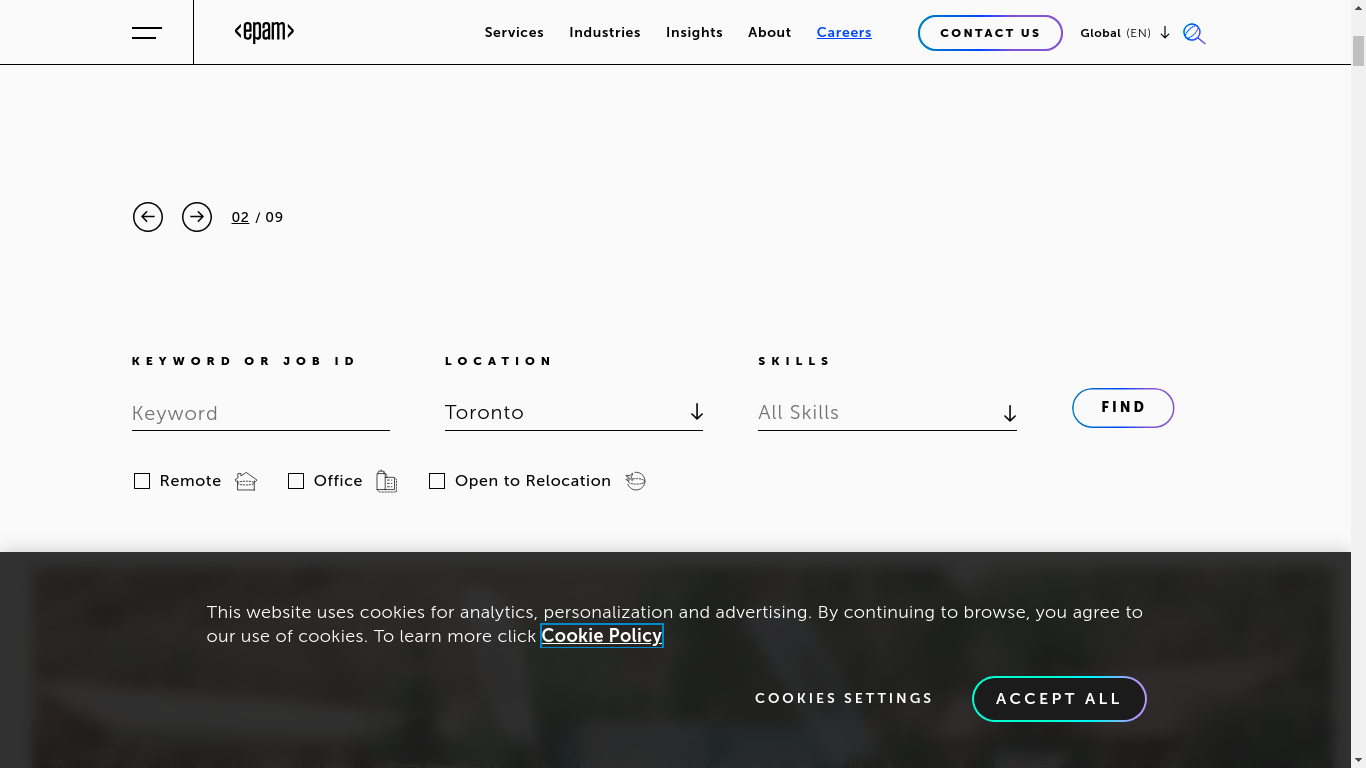 <epam>
Services
Industries
Insights
About
Careers
CONTACT US
Global (EN)
02 / 09
KEYWORD OR JOB ID
LOCATION
SKILLS
Keyword
Toronto
All Skills
FIND
Remote
Office
Open to Relocation
This website uses cookies for analytics, personalization and advertising. By continuing to browse, you agree to
our use of cookies. To learn more click Cookie Policy
COOKIES SETTINGS
ACCEPT ALL